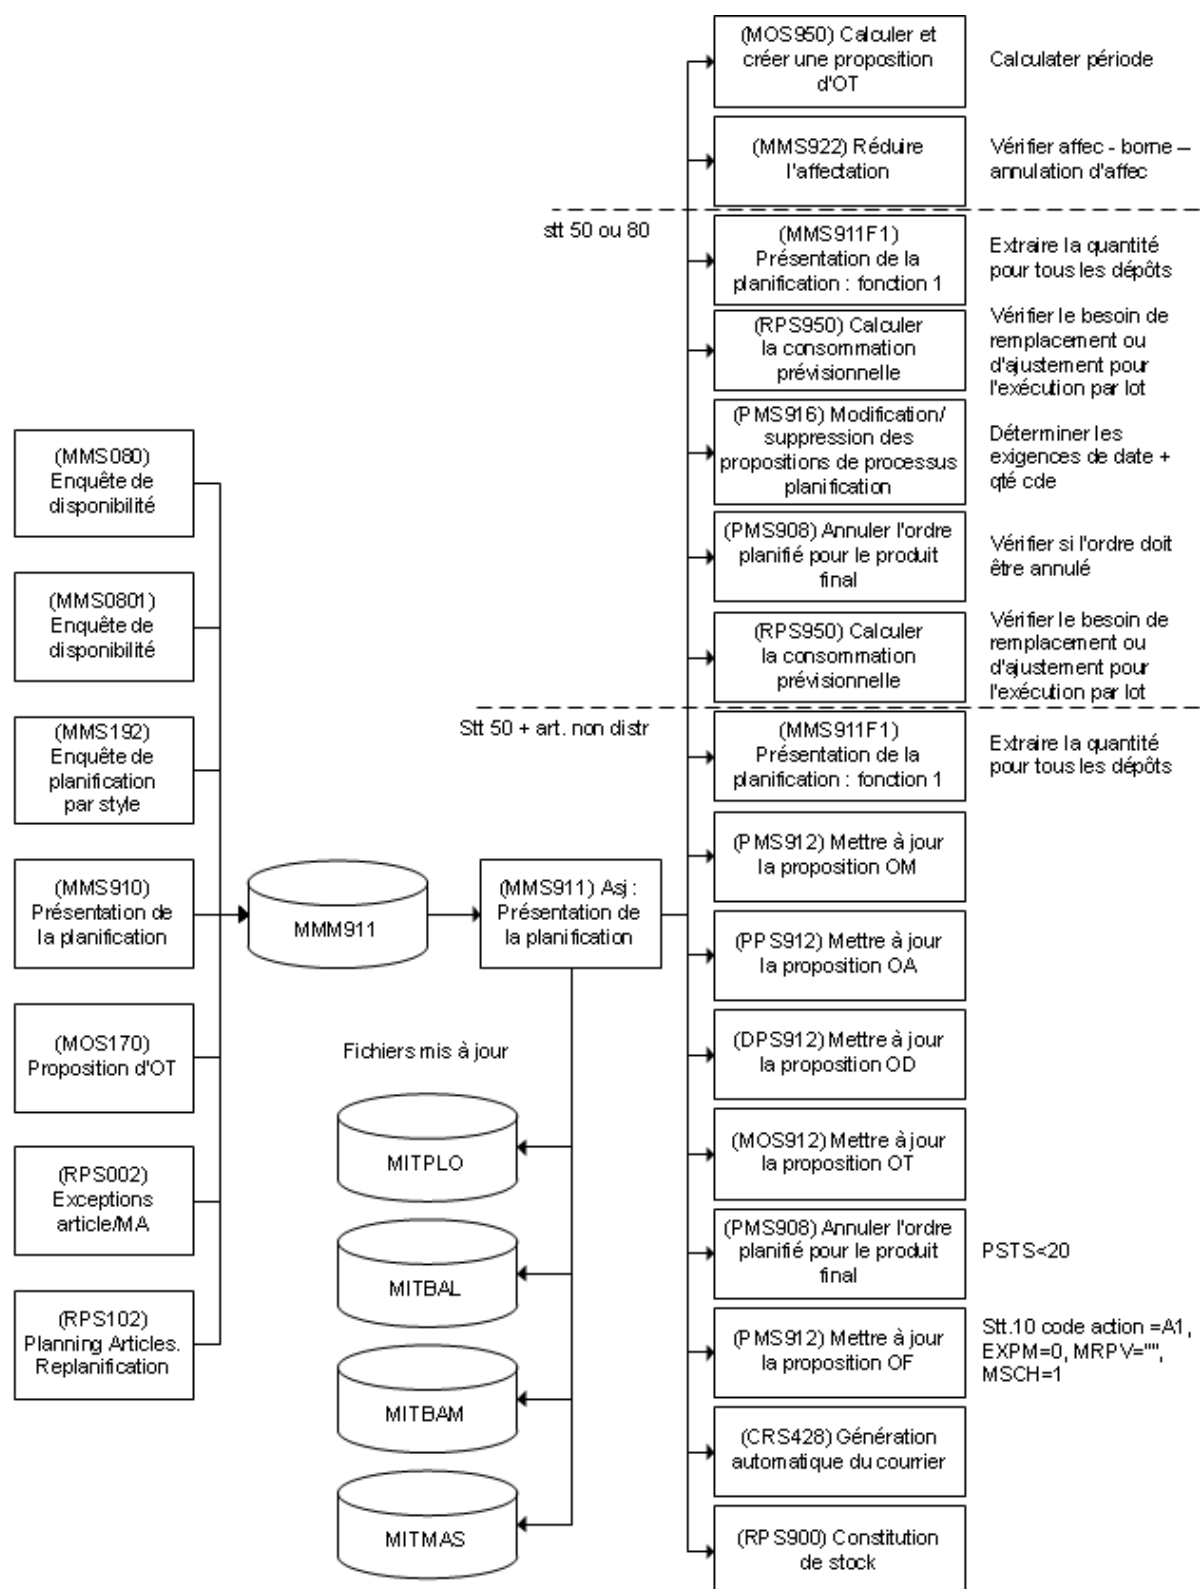 (MOS950) Calculer et
créer une proposition
d'OT
Calculater période
(MMS922) Réduire
l'affectation
Vérifier affec - borne –
annulation d'affec
stt 50 ou 80
(MMS911F1)
Présentation de la
planification : fonction 1
Extraire la quantité
pour tous les dépôts
(RPS950) Calculer
la consommation
prévisionnelle
Vérifier le besoin de
remplacement ou
d'ajustement pour
l'exécution par lot
(PMS916) Modification/
suppression des
propositions de processus
planification
Déterminer les
exigences de date +
qté cde
(PMS908) Annuler l'ordre
planifié pour le produit
final
Vérifier si l'ordre doit
être annulé
(RPS950) Calculer
la consommation
prévisionnelle
Vérifier le besoin de
remplacement ou
d'ajustement pour
l'exécution par lot
Stt 50 + art. non distr
(MMS911F1)
Présentation de la
planification : fonction 1
Extraire la quantité
pour tous les dépôts
(PMS912) Mettre à jour
la proposition OM
(PPS912) Mettre à jour
la proposition OA
(DPS912) Mettre à jour
la proposition OD
(MOS912) Mettre à jour
la proposition OT
(PMS908) Annuler l'ordre
planifié pour le produit
final
PSTS<20
(PMS912) Mettre à jour
la proposition OF
Stt.10 code action =A1,
EXPM=0, MRPV="",
MSCH=1
(CRS428) Génération
automatique du courrier
(RPS900) Constitution
de stock
(MMS080)
Enquête de
disponibilité
(MMS0801)
Enquête de
disponibilité
(MMS192)
Enquête de
planification
par style
(MMS910)
Présentation de
la planification
(MOS170)
Proposition d'OT
(RPS002)
Exceptions
article/MA
(RPS102)
Planning Articles.
Replanification
MMM911
(MMS911) Asj :
Présentation de
la planification
Fichiers mis à jour
MITPLO
MITBAL
MITBAM
MITMAS